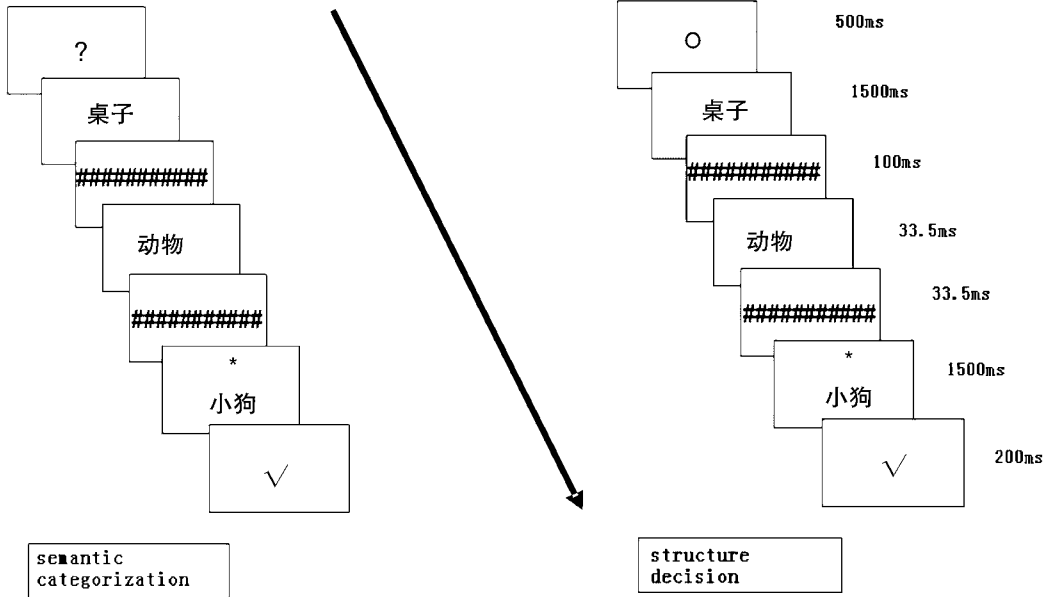 ?
桌子
##############
动物
##############
*
小狗
√
semantic
categorization
O
500ms
桌子
1500ms
##############
100ms
动物
33.5ms
##############
33.5ms
*
小狗
1500ms
√
200ms
structure
decision